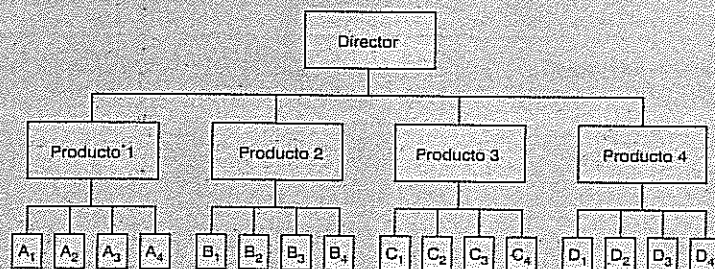 Director
Producto 1 Producto 2 Producto 3 Producto 4
A₁ A₂ A₃ A₄ B₁ B₂ B₃ B₄ C₁ C₂ C₃ C₄ D₁ D₂ D₃ D₄